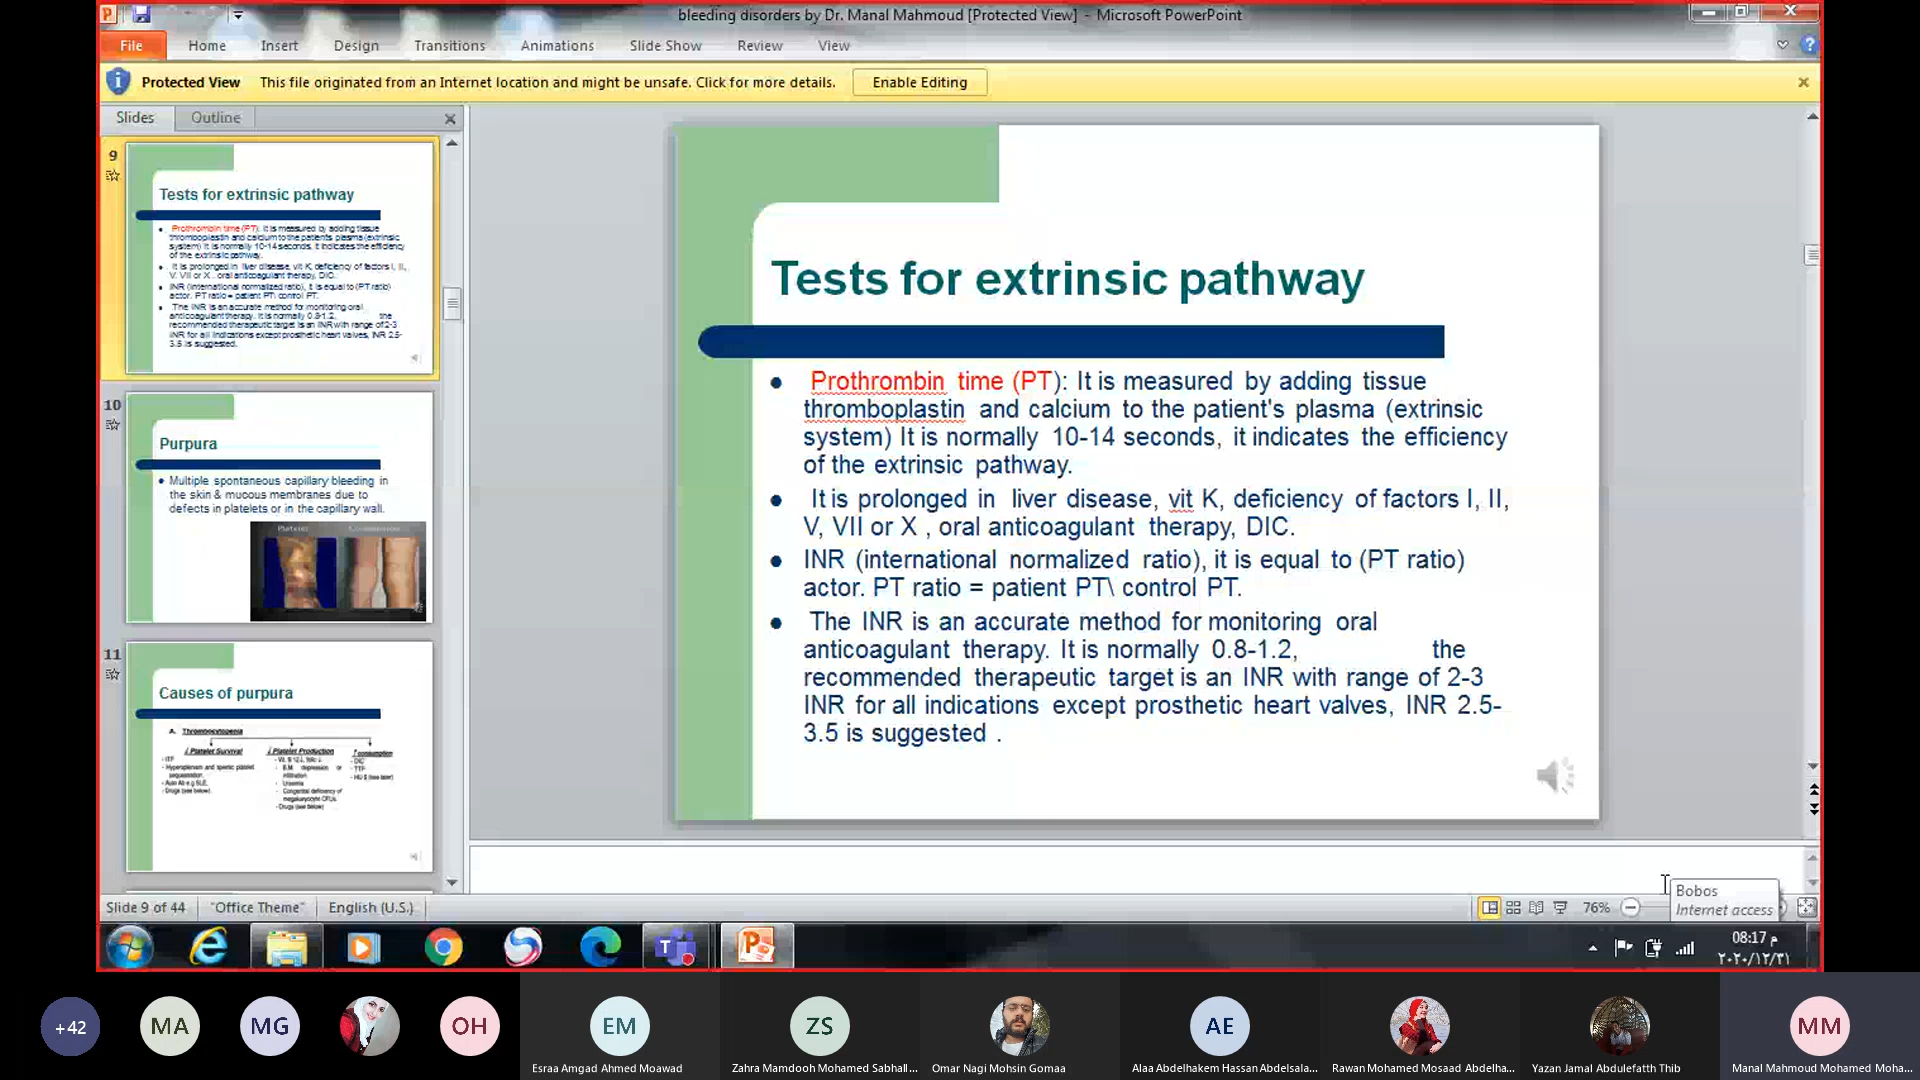 bleeding disorders by Dr. Manal Mahmoud [Protected View] - Microsoft PowerPoint
File Home Insert Design Transitions Animations Slide Show Review View
Protected View This file originated from an Internet location and might be unsafe. Click for more details. Enable Editing
Slides Outline
9
Tests for extrinsic pathway
Prothrombin time (PT): It is measured by adding tissue
thromboplastin and calcium to the patient's plasma (extrinsic
system) It is normally 10-14 seconds, it indicates the efficiency
of the extrinsic pathway.
It is prolonged in liver disease, vit K, deficiency of factors I, II,
V, VII or X , oral anticoagulant therapy, DIC.
INR (international normalized ratio), it is equal to (PT ratio)
actor. PT ratio = patient PT\ control PT.
The INR is an accurate method for monitoring oral
anticoagulant therapy. It is normally 0.8-1.2, the
recommended therapeutic target is an INR with range of 2-3
INR for all indications except prosthetic heart valves, INR 2.5-
3.5 is suggested.
10
Purpura
• Multiple spontaneous capillary bleeding in
the skin & mucous membranes due to
defects in platelets or in the capillary wall.
Platelet
11
Causes of purpura
A. Thrombocytopenia
↓ Platelet Survival ↓ Platelet Production ↑ consumption
Tests for extrinsic pathway
• Prothrombin time (PT): It is measured by adding tissue
thromboplastin and calcium to the patient's plasma (extrinsic
system) It is normally 10-14 seconds, it indicates the efficiency
of the extrinsic pathway.
• It is prolonged in liver disease, vit K, deficiency of factors I, II,
V, VII or X , oral anticoagulant therapy, DIC.
• INR (international normalized ratio), it is equal to (PT ratio)
actor. PT ratio = patient PT\ control PT.
• The INR is an accurate method for monitoring oral
anticoagulant therapy. It is normally 0.8-1.2, the
recommended therapeutic target is an INR with range of 2-3
INR for all indications except prosthetic heart valves, INR 2.5-
3.5 is suggested .
Bobos
Internet access
Slide 9 of 44 "Office Theme" English (U.S.) 76%
08:17 م
٢٠٢٠/١٢/٣١
+42 MA MG OH EM ZS AE MM
Esraa Amgad Ahmed Moawad Zahra Mamdooh Mohamed Sabhall... Omar Nagi Mohsin Gomaa Alaa Abdelhakem Hassan Abdelsala... Rawan Mohamed Mosaad Abdelha... Yazan Jamal Abdulefatth Thib Manal Mahmoud Mohamed Moha...